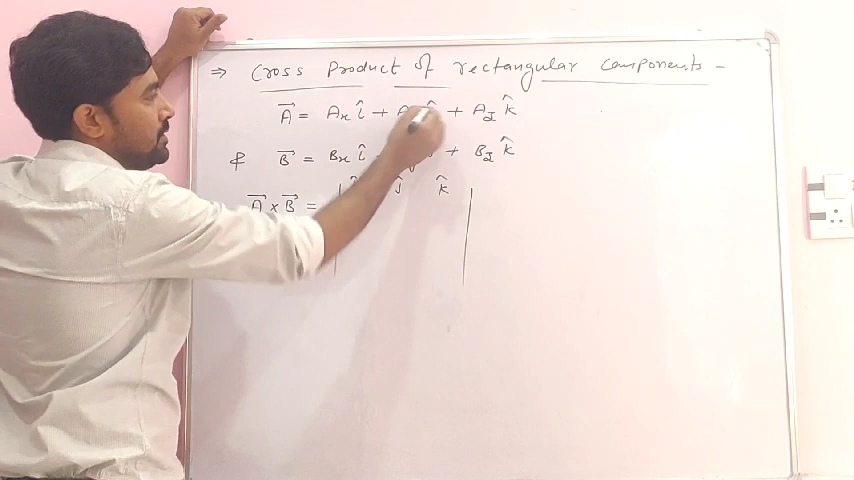 ⇒ Cross Product of rectangular components -
A⃗ = Aₓ î + A + A_z k̂
& B⃗ = Bₓ î + B_z k̂
A⃗ × B⃗ = | ĵ k̂ |